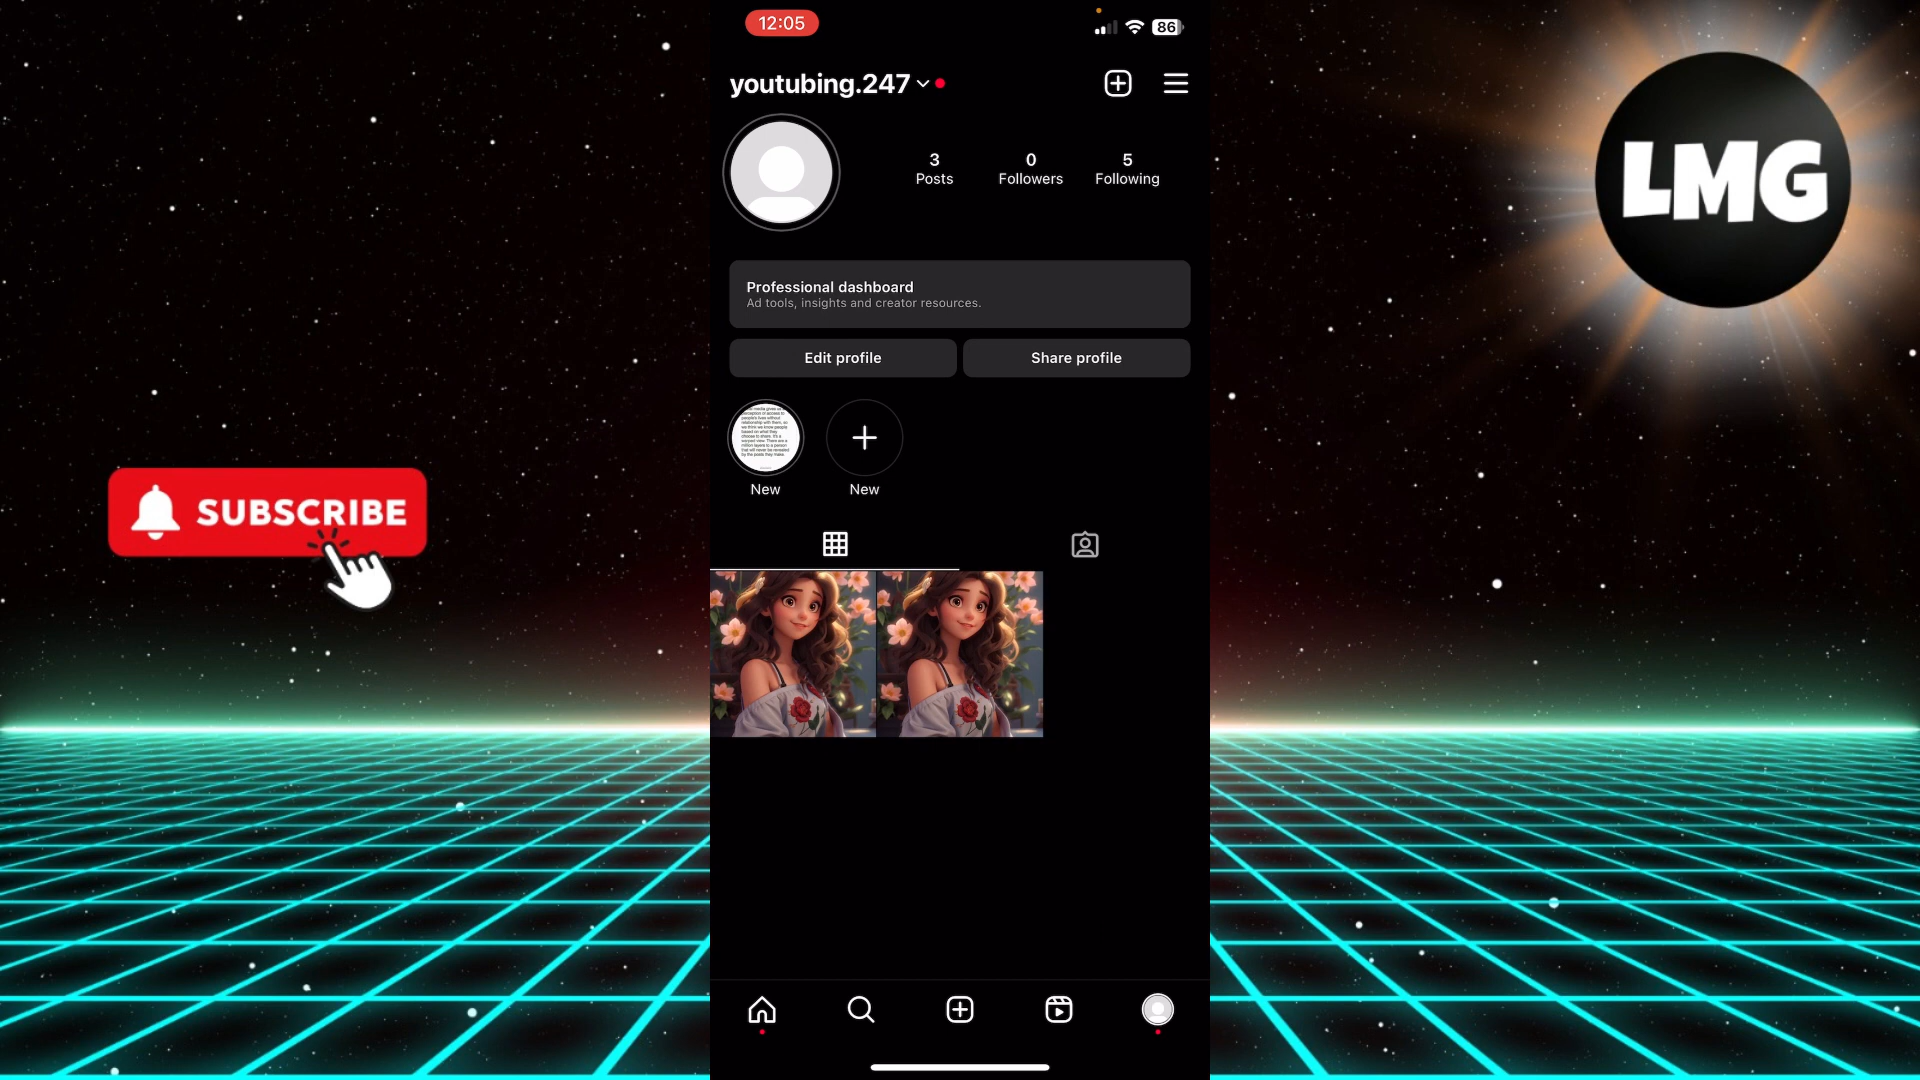 12:05
86
youtubing.247
3
Posts
0
Followers
5
Following
Professional dashboard
Ad tools, insights and creator resources.
Edit profile
Share profile
New
New
SUBSCRIBE
LMG